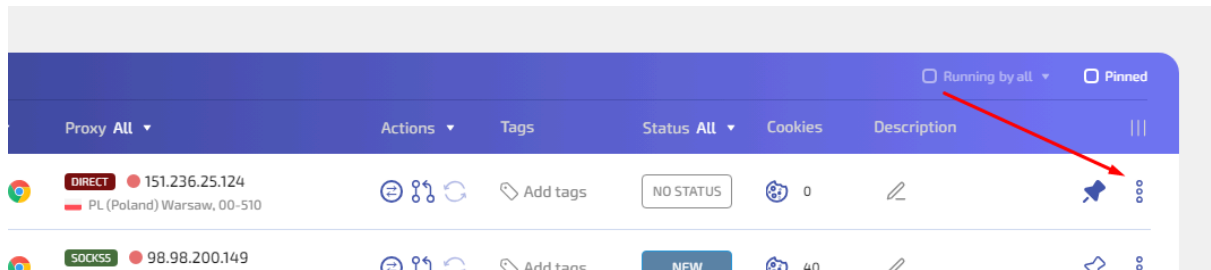 Running by all Pinned
Proxy All Actions Tags Status All Cookies Description
DIRECT 151.236.25.124 Add tags NO STATUS 0
PL (Poland) Warsaw, 00-510
SOCKS5 98.98.200.149
Add tags NEW 40